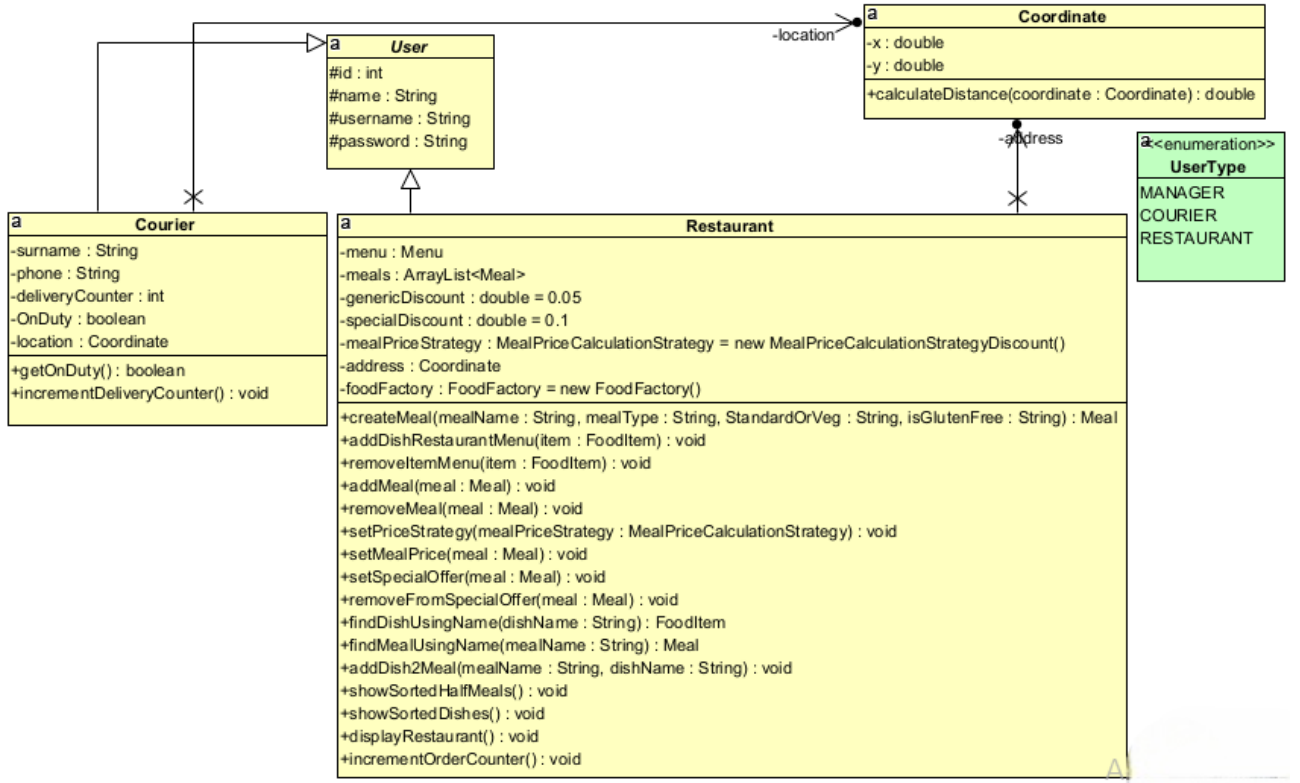 a
Coordinate
-x : double
-y : double
+calculateDistance(coordinate : Coordinate) : double
-location
a
User
#id : int
#name : String
#username : String
#password : String
-address
a
<<enumeration>>
UserType
MANAGER
COURIER
RESTAURANT
a
Courier
-surname : String
-phone : String
-deliveryCounter : int
-OnDuty : boolean
-location : Coordinate
+getOnDuty() : boolean
+incrementDeliveryCounter() : void
a
Restaurant
-menu : Menu
-meals : ArrayList<Meal>
-genericDiscount : double = 0.05
-specialDiscount : double = 0.1
-mealPriceStrategy : MealPriceCalculationStrategy = new MealPriceCalculationStrategyDiscount()
-address : Coordinate
-foodFactory : FoodFactory = new FoodFactory()
+createMeal(mealName : String, mealType : String, StandardOrVeg : String, isGlutenFree : String) : Meal
+addDishRestaurantMenu(item : FoodItem) : void
+removeItemMenu(item : FoodItem) : void
+addMeal(meal : Meal) : void
+removeMeal(meal : Meal) : void
+setPriceStrategy(mealPriceStrategy : MealPriceCalculationStrategy) : void
+setMealPrice(meal : Meal) : void
+setSpecialOffer(meal : Meal) : void
+removeFromSpecialOffer(meal : Meal) : void
+findDishUsingName(dishName : String) : FoodItem
+findMealUsingName(mealName : String) : Meal
+addDish2Meal(mealName : String, dishName : String) : void
+showSortedHalfMeals() : void
+showSortedDishes() : void
+displayRestaurant() : void
+incrementOrderCounter() : void